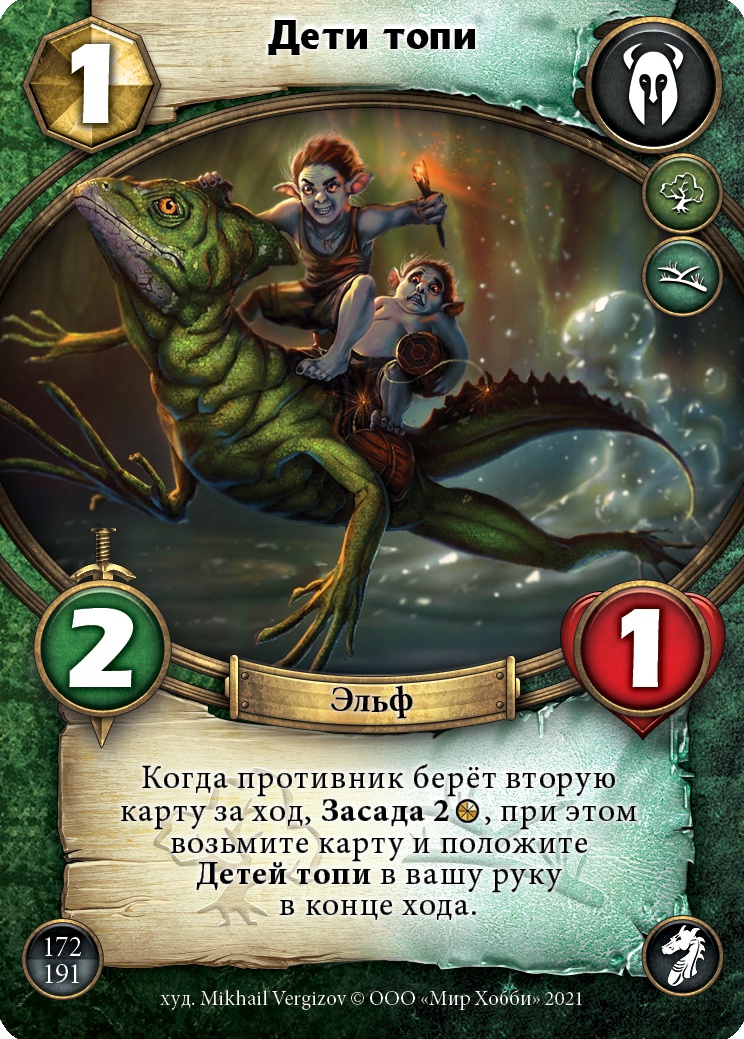 Дети топи
1
2
1
Эльф
Когда противник берёт вторую
карту за ход, Засада 2 , при этом
возьмите карту и положите
Детей топи в вашу руку
в конце хода.
172
191
худ. Mikhail Vergizov © ООО «Мир Хобби» 2021